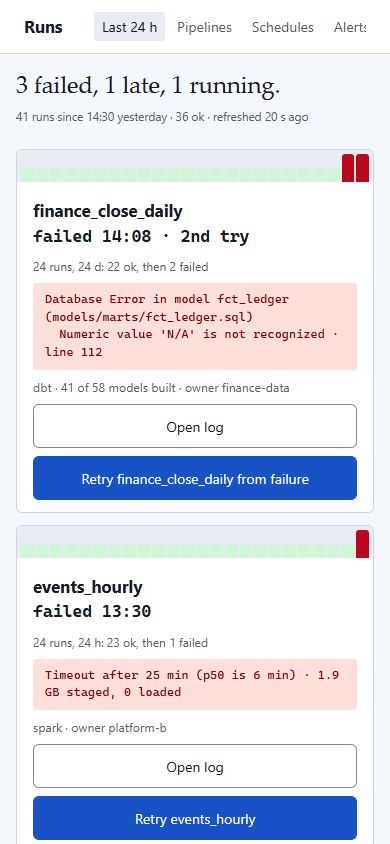 Runs
Last 24 h
Pipelines
Schedules
Alerts
3 failed, 1 late, 1 running.
41 runs since 14:30 yesterday · 36 ok · refreshed 20 s ago
finance_close_daily
failed 14:08 · 2nd try
24 runs, 24 d: 22 ok, then 2 failed
Database Error in model fct_ledger
(models/marts/fct_ledger.sql)
Numeric value 'N/A' is not recognized ·
line 112
dbt · 41 of 58 models built · owner finance-data
Open log
Retry finance_close_daily from failure
events_hourly
failed 13:30
24 runs, 24 h: 23 ok, then 1 failed
Timeout after 25 min (p50 is 6 min) · 1.9
GB staged, 0 loaded
spark · owner platform-b
Open log
Retry events_hourly